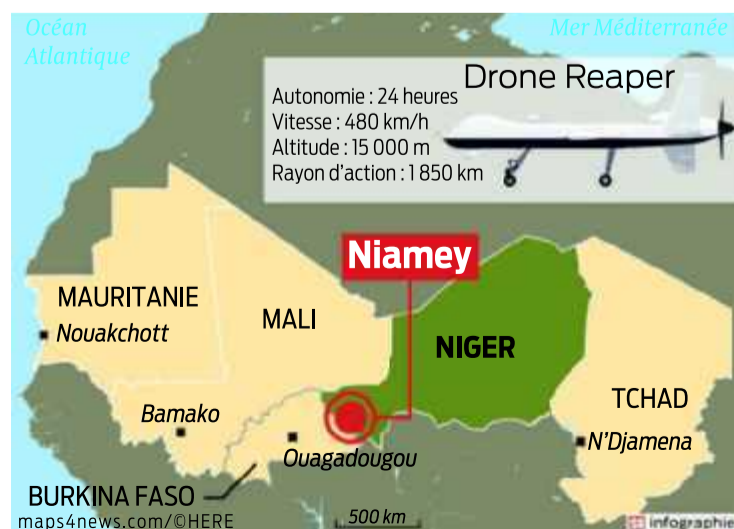 Océan
Atlantique
Mer Méditerranée
Drone Reaper
Autonomie : 24 heures
Vitesse : 480 km/h
Altitude : 15 000 m
Rayon d'action : 1 850 km
Niamey
MAURITANIE
Nouakchott
MALI
NIGER
TCHAD
Bamako
Ouagadougou
N'Djamena
BURKINA FASO
500 km
maps4news.com/©HERE
infographie